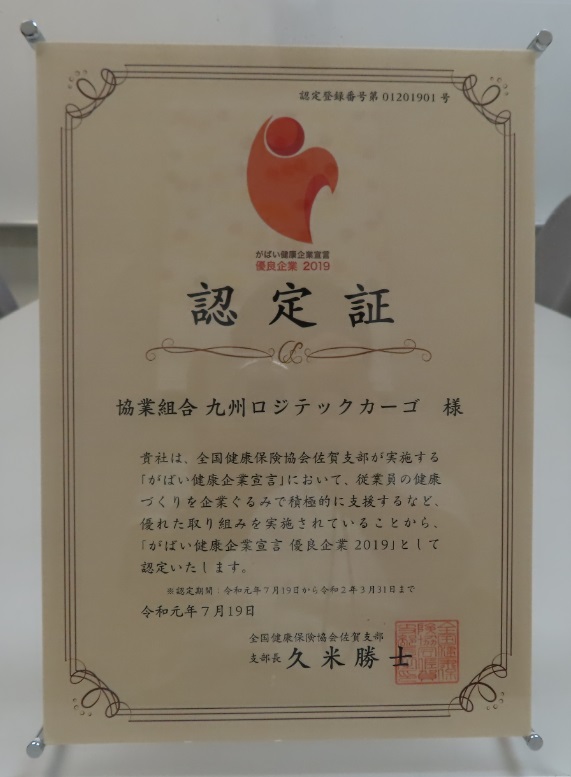 認定登録番号第 01201901 号
がばい健康企業宣言
優良企業 2019
認定証
協業組合 九州ロジテックカーゴ 様
貴社は、全国健康保険協会佐賀支部が実施する
「がばい健康企業宣言」において、従業員の健康
づくりを企業ぐるみで積極的に支援するなど、
優れた取り組みを実施されていることから、
「がばい健康企業宣言 優良企業 2019」として
認定いたします。
※認定期間：令和元年７月19日から令和２年３月31日まで
令和元年７月19日
全国健康保険協会佐賀支部
支部長 久米勝士